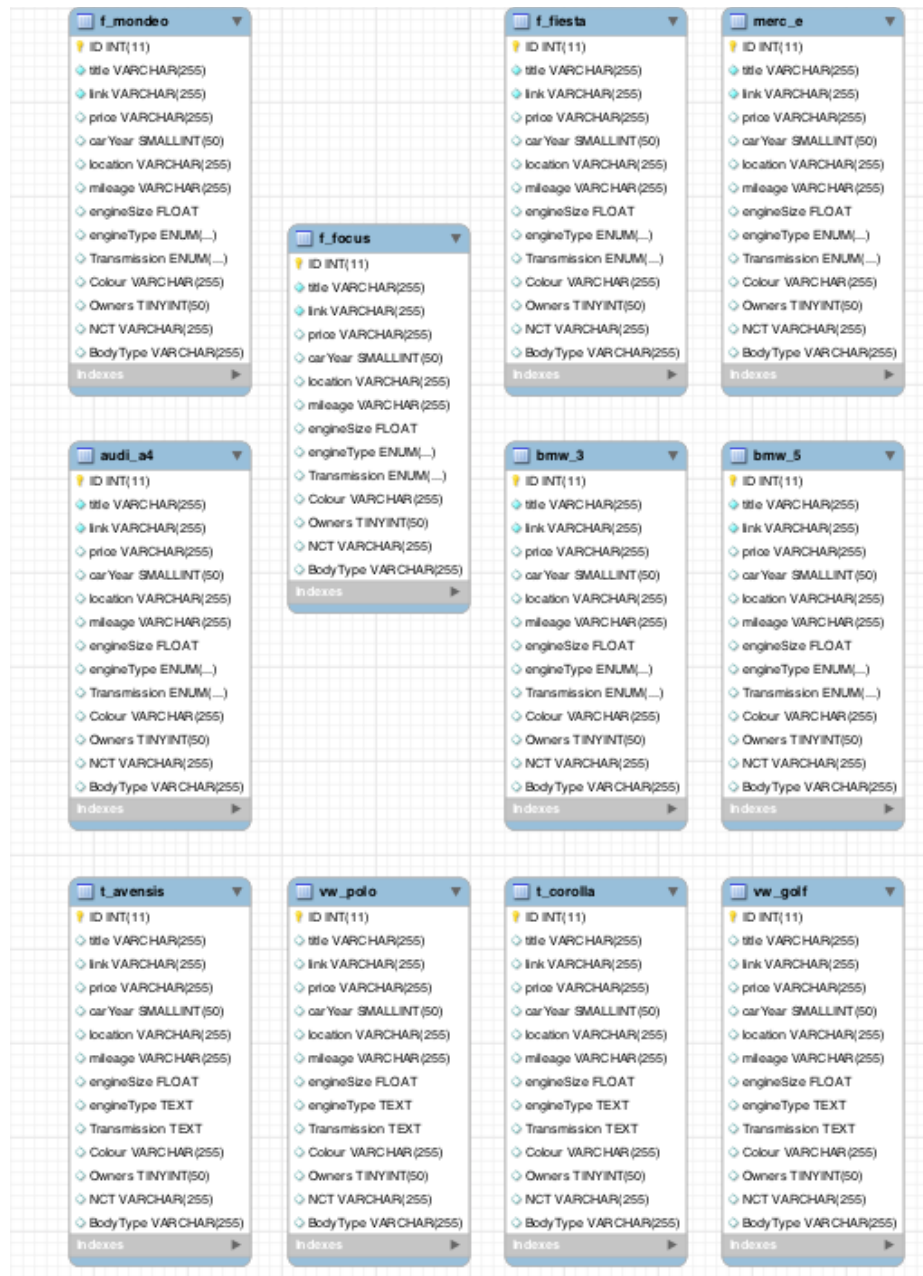 f_mondeo
ID INT(11)
title VARCHAR(255)
link VARCHAR(255)
price VARCHAR(255)
carYear SMALLINT(50)
location VARCHAR(255)
mileage VARCHAR(255)
engineSize FLOAT
engineType ENUM(...)
Transmission ENUM(...)
Colour VARCHAR(255)
Owners TINYINT(50)
NCT VARCHAR(255)
BodyType VARCHAR(255)
Indexes
f_focus
ID INT(11)
title VARCHAR(255)
link VARCHAR(255)
price VARCHAR(255)
carYear SMALLINT(50)
location VARCHAR(255)
mileage VARCHAR(255)
engineSize FLOAT
engineType ENUM(...)
Transmission ENUM(...)
Colour VARCHAR(255)
Owners TINYINT(50)
NCT VARCHAR(255)
BodyType VARCHAR(255)
Indexes
f_fiesta
ID INT(11)
title VARCHAR(255)
link VARCHAR(255)
price VARCHAR(255)
carYear SMALLINT(50)
location VARCHAR(255)
mileage VARCHAR(255)
engineSize FLOAT
engineType ENUM(...)
Transmission ENUM(...)
Colour VARCHAR(255)
Owners TINYINT(50)
NCT VARCHAR(255)
BodyType VARCHAR(255)
Indexes
merc_e
ID INT(11)
title VARCHAR(255)
link VARCHAR(255)
price VARCHAR(255)
carYear SMALLINT(50)
location VARCHAR(255)
mileage VARCHAR(255)
engineSize FLOAT
engineType ENUM(...)
Transmission ENUM(...)
Colour VARCHAR(255)
Owners TINYINT(50)
NCT VARCHAR(255)
BodyType VARCHAR(255)
Indexes
audi_a4
ID INT(11)
title VARCHAR(255)
link VARCHAR(255)
price VARCHAR(255)
carYear SMALLINT(50)
location VARCHAR(255)
mileage VARCHAR(255)
engineSize FLOAT
engineType ENUM(...)
Transmission ENUM(...)
Colour VARCHAR(255)
Owners TINYINT(50)
NCT VARCHAR(255)
BodyType VARCHAR(255)
Indexes
bmw_3
ID INT(11)
title VARCHAR(255)
link VARCHAR(255)
price VARCHAR(255)
carYear SMALLINT(50)
location VARCHAR(255)
mileage VARCHAR(255)
engineSize FLOAT
engineType ENUM(...)
Transmission ENUM(...)
Colour VARCHAR(255)
Owners TINYINT(50)
NCT VARCHAR(255)
BodyType VARCHAR(255)
Indexes
bmw_5
ID INT(11)
title VARCHAR(255)
link VARCHAR(255)
price VARCHAR(255)
carYear SMALLINT(50)
location VARCHAR(255)
mileage VARCHAR(255)
engineSize FLOAT
engineType ENUM(...)
Transmission ENUM(...)
Colour VARCHAR(255)
Owners TINYINT(50)
NCT VARCHAR(255)
BodyType VARCHAR(255)
Indexes
t_avensis
ID INT(11)
title VARCHAR(255)
link VARCHAR(255)
price VARCHAR(255)
carYear SMALLINT(50)
location VARCHAR(255)
mileage VARCHAR(255)
engineSize FLOAT
engineType TEXT
Transmission TEXT
Colour VARCHAR(255)
Owners TINYINT(50)
NCT VARCHAR(255)
BodyType VARCHAR(255)
Indexes
vw_polo
ID INT(11)
title VARCHAR(255)
link VARCHAR(255)
price VARCHAR(255)
carYear SMALLINT(50)
location VARCHAR(255)
mileage VARCHAR(255)
engineSize FLOAT
engineType TEXT
Transmission TEXT
Colour VARCHAR(255)
Owners TINYINT(50)
NCT VARCHAR(255)
BodyType VARCHAR(255)
Indexes
t_corolla
ID INT(11)
title VARCHAR(255)
link VARCHAR(255)
price VARCHAR(255)
carYear SMALLINT(50)
location VARCHAR(255)
mileage VARCHAR(255)
engineSize FLOAT
engineType TEXT
Transmission TEXT
Colour VARCHAR(255)
Owners TINYINT(50)
NCT VARCHAR(255)
BodyType VARCHAR(255)
Indexes
vw_golf
ID INT(11)
title VARCHAR(255)
link VARCHAR(255)
price VARCHAR(255)
carYear SMALLINT(50)
location VARCHAR(255)
mileage VARCHAR(255)
engineSize FLOAT
engineType TEXT
Transmission TEXT
Colour VARCHAR(255)
Owners TINYINT(50)
NCT VARCHAR(255)
BodyType VARCHAR(255)
Indexes